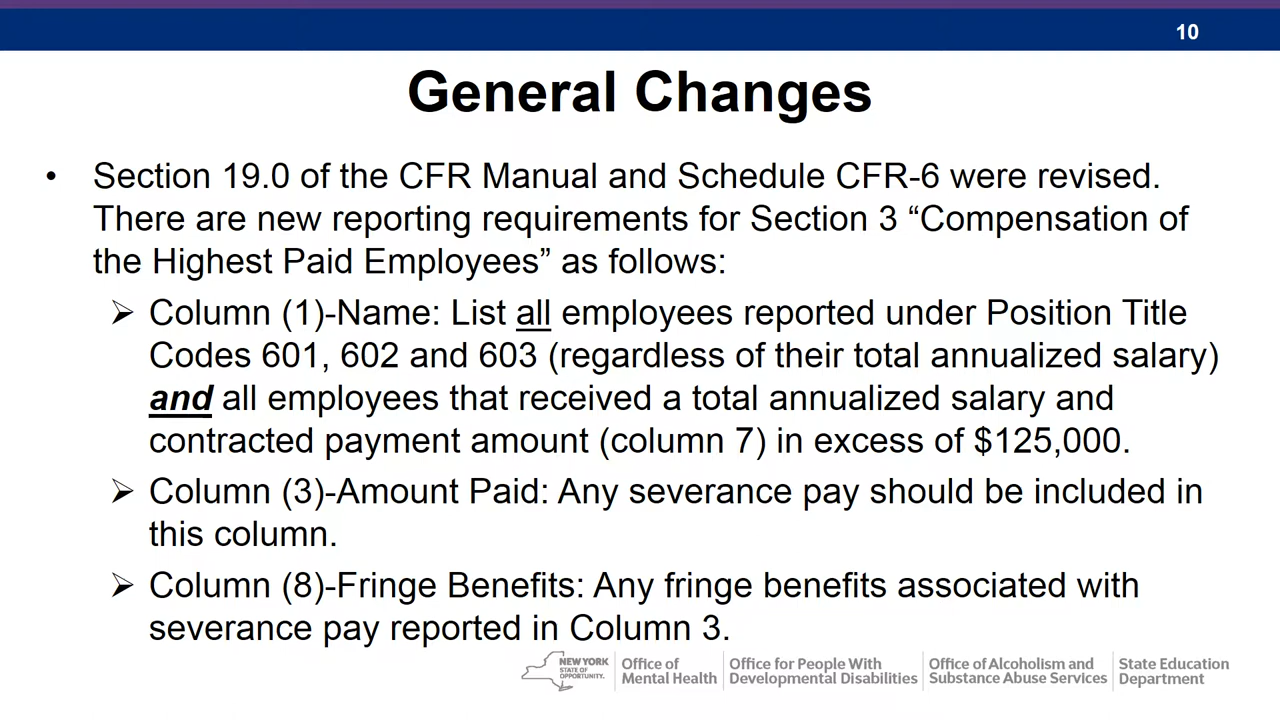 10
General Changes
• Section 19.0 of the CFR Manual and Schedule CFR-6 were revised.
There are new reporting requirements for Section 3 “Compensation of
the Highest Paid Employees” as follows:
➢ Column (1)-Name: List all employees reported under Position Title
Codes 601, 602 and 603 (regardless of their total annualized salary)
and all employees that received a total annualized salary and
contracted payment amount (column 7) in excess of $125,000.
➢ Column (3)-Amount Paid: Any severance pay should be included in
this column.
➢ Column (8)-Fringe Benefits: Any fringe benefits associated with
severance pay reported in Column 3.
NEW YORK
STATE OF
OPPORTUNITY.
Office of
Mental Health
Office for People With
Developmental Disabilities
Office of Alcoholism and
Substance Abuse Services
State Education
Department